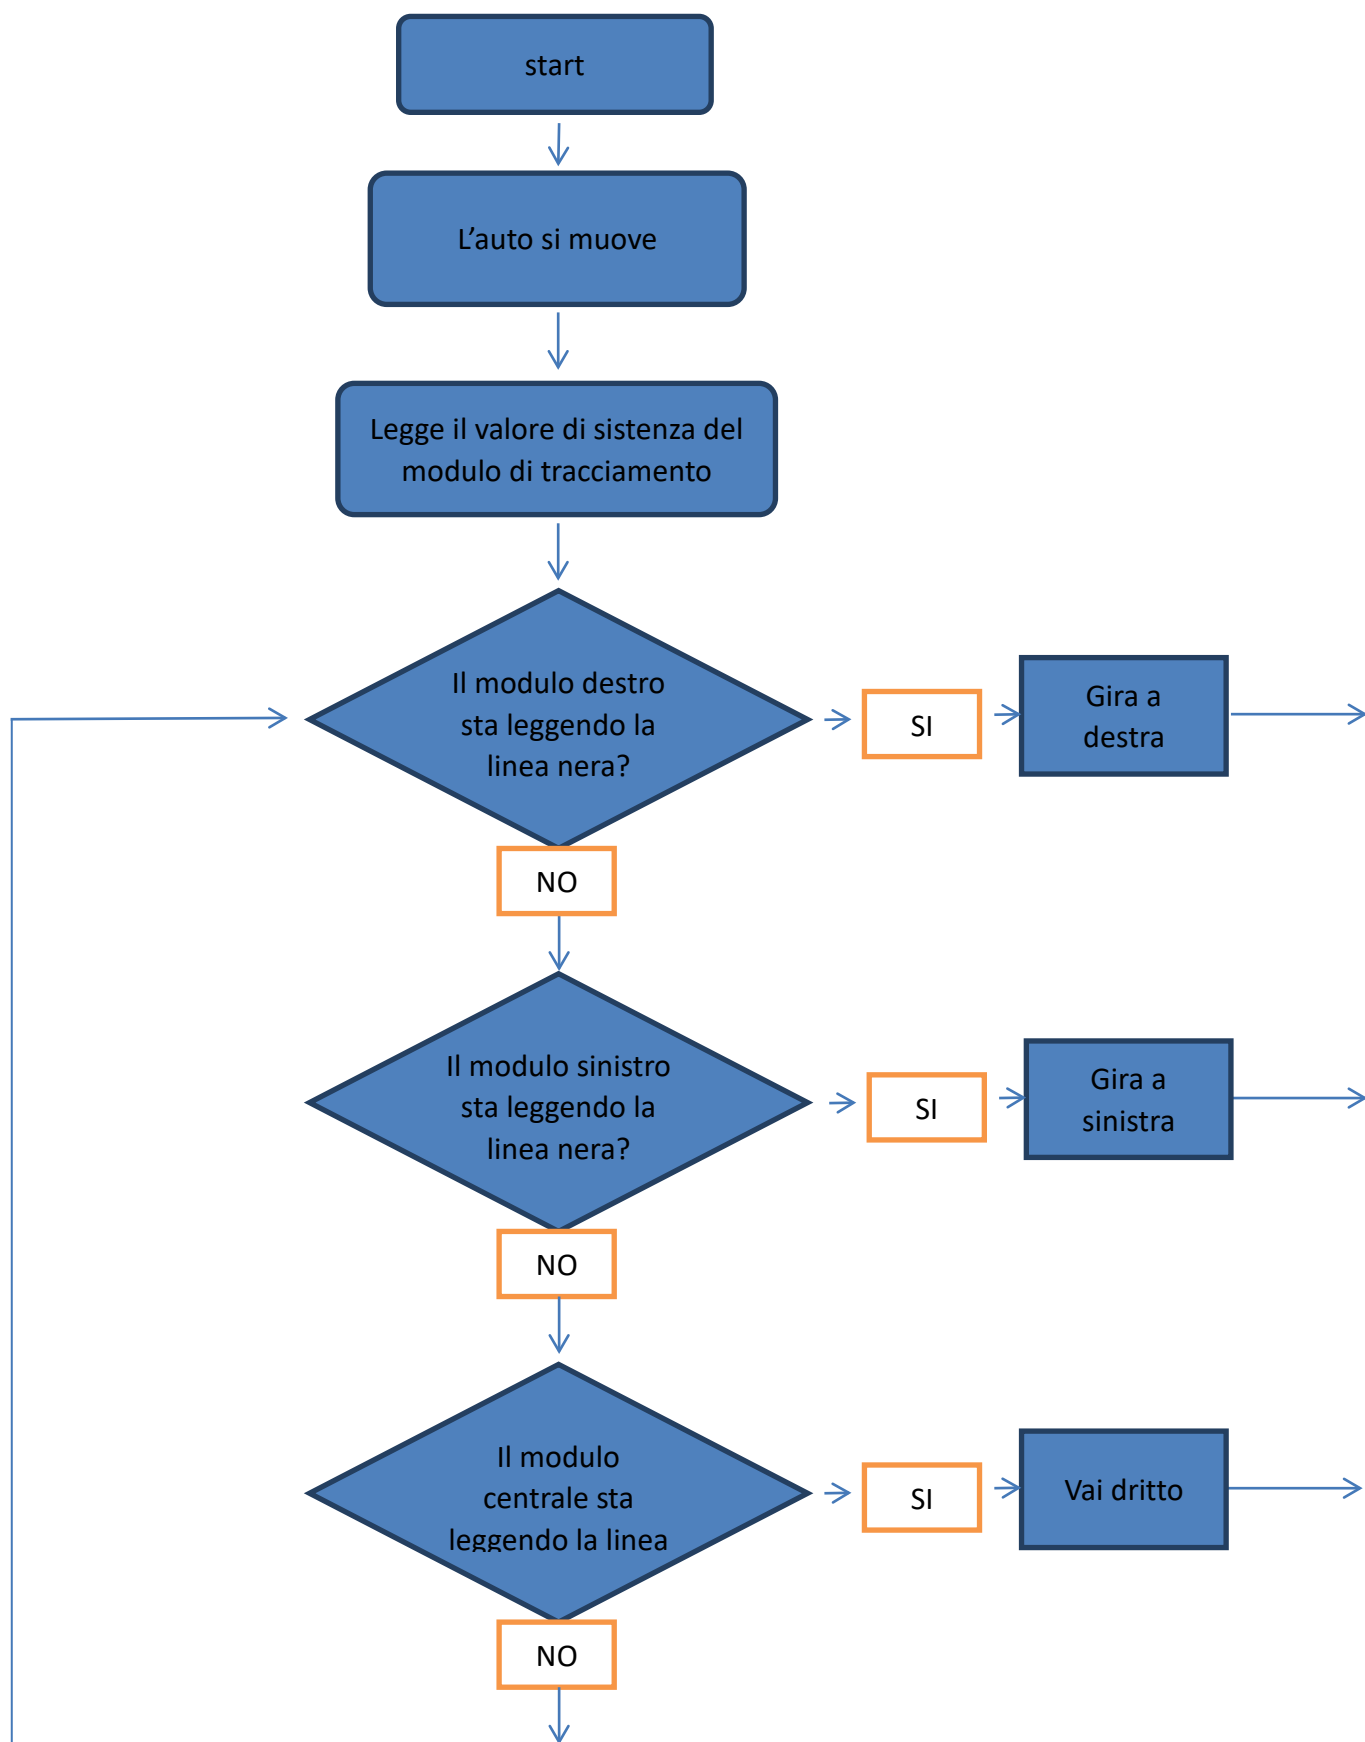 start
L’auto si muove
Legge il valore di sistenza del
modulo di tracciamento
Il modulo destro
sta leggendo la
linea nera?
SI
Gira a
destra
NO
Il modulo sinistro
sta leggendo la
linea nera?
SI
Gira a
sinistra
NO
Il modulo
centrale sta
leggendo la linea
SI
Vai dritto
NO